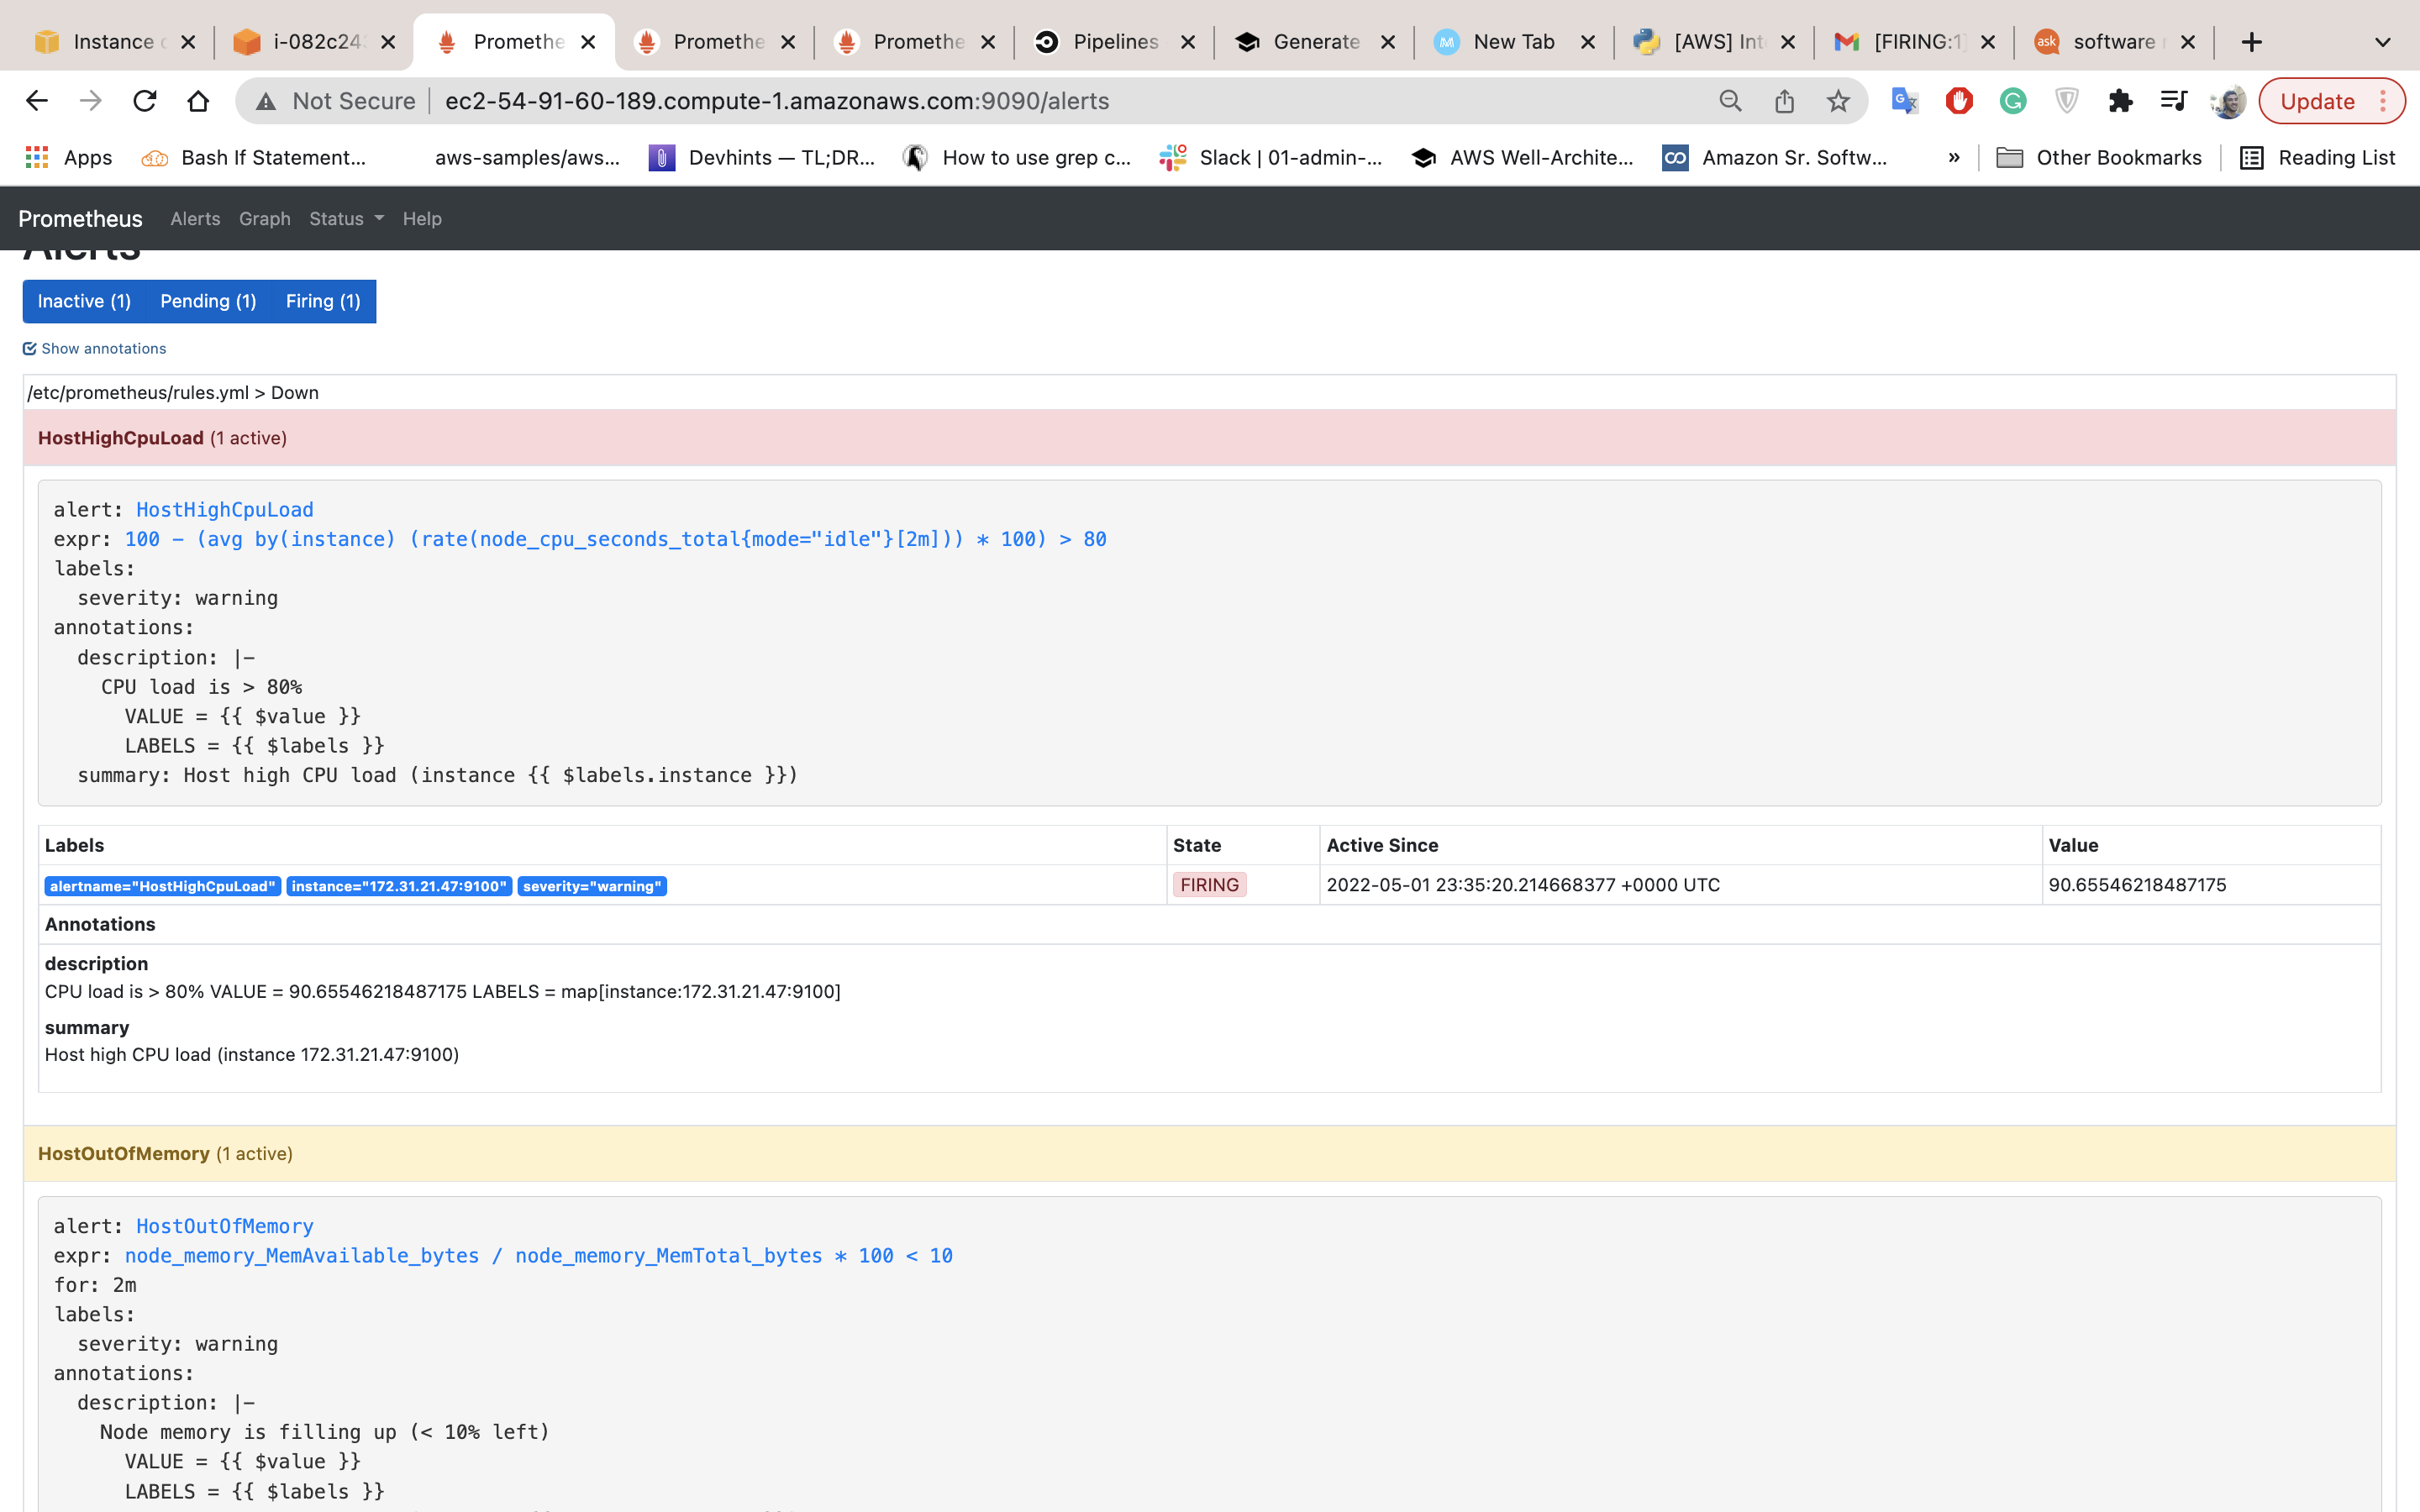 Instance
i-082c24
Promethe
Promethe
Promethe
Pipelines
Generate
New Tab
[AWS] Int
[FIRING:1]
ask software
Not Secure ec2-54-91-60-189.compute-1.amazonaws.com:9090/alerts
Update
Apps
Bash If Statement...
aws-samples/aws...
Devhints — TL;DR...
How to use grep c...
Slack | 01-admin-...
AWS Well-Archite...
Amazon Sr. Softw...
»
Other Bookmarks
Reading List
Prometheus Alerts Graph Status Help
Alerts
Inactive (1) Pending (1) Firing (1)
Show annotations
/etc/prometheus/rules.yml > Down
HostHighCpuLoad (1 active)
alert: HostHighCpuLoad
expr: 100 - (avg by(instance) (rate(node_cpu_seconds_total{mode="idle"}[2m])) * 100) > 80
labels:
severity: warning
annotations:
description: |-
CPU load is > 80%
VALUE = {{ $value }}
LABELS = {{ $labels }}
summary: Host high CPU load (instance {{ $labels.instance }})
Labels State Active Since Value
alertname="HostHighCpuLoad" instance="172.31.21.47:9100" severity="warning" FIRING 2022-05-01 23:35:20.214668377 +0000 UTC 90.65546218487175
Annotations
description
CPU load is > 80% VALUE = 90.65546218487175 LABELS = map[instance:172.31.21.47:9100]
summary
Host high CPU load (instance 172.31.21.47:9100)
HostOutOfMemory (1 active)
alert: HostOutOfMemory
expr: node_memory_MemAvailable_bytes / node_memory_MemTotal_bytes * 100 < 10
for: 2m
labels:
severity: warning
annotations:
description: |-
Node memory is filling up (< 10% left)
VALUE = {{ $value }}
LABELS = {{ $labels }}